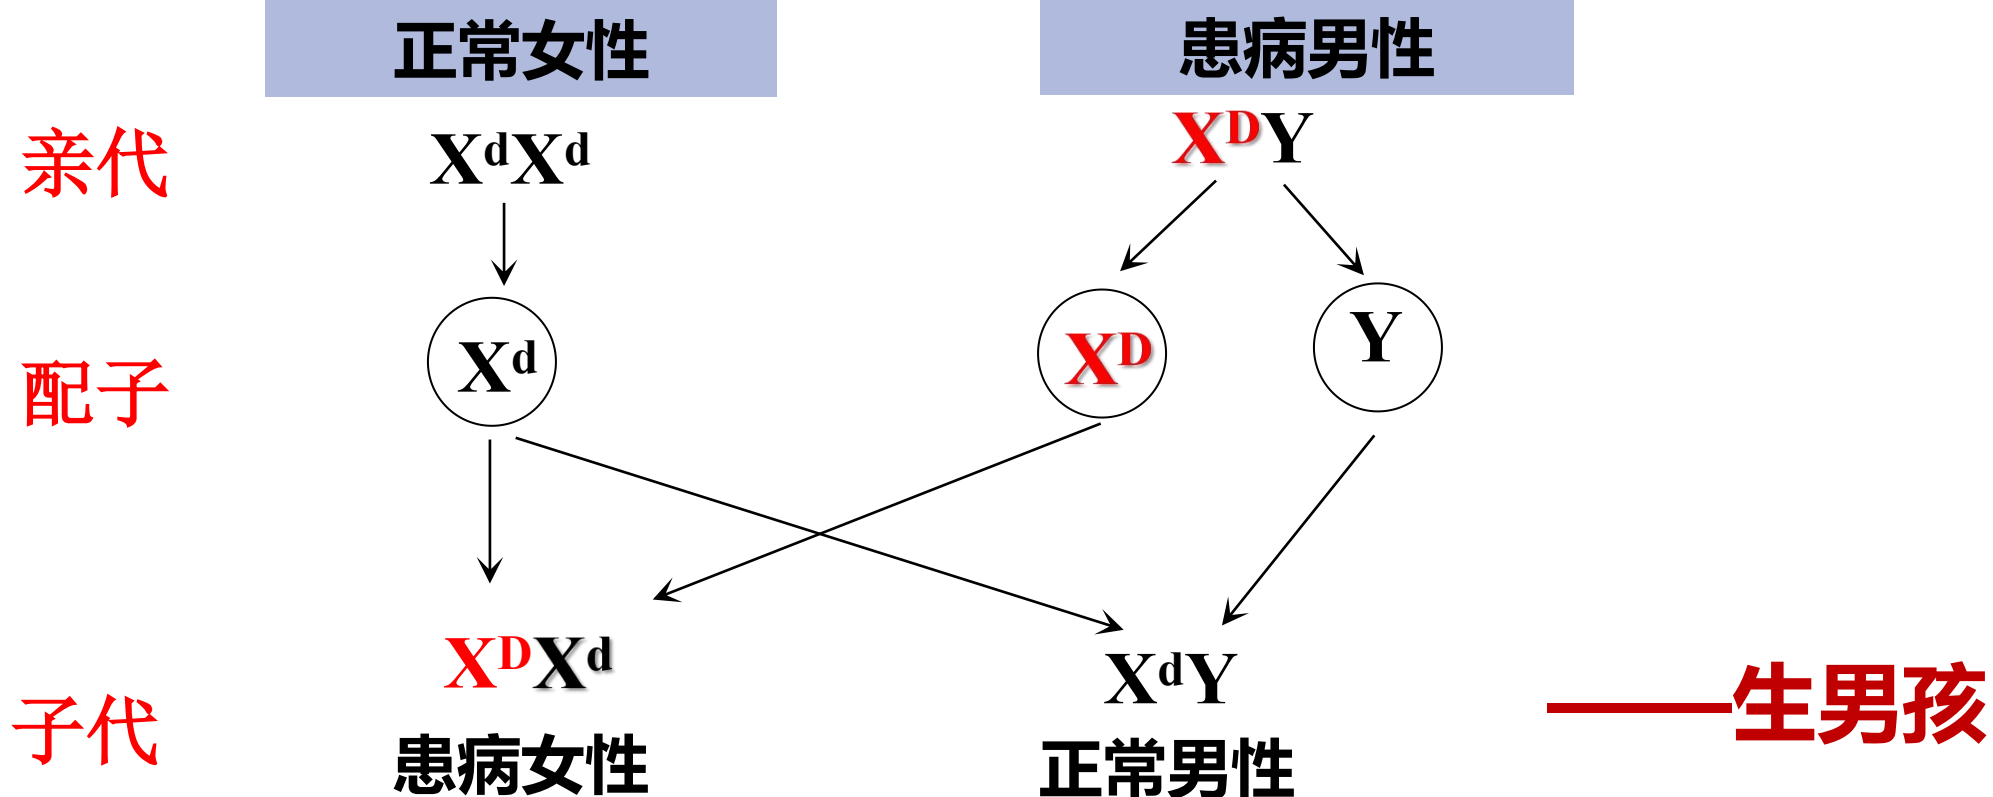 正常女性 患病男性
亲代 XᵈXᵈ XᴰY
配子 Xᵈ Xᴰ Y
子代 XᴰXᵈ XᵈY ——生男孩
患病女性 正常男性